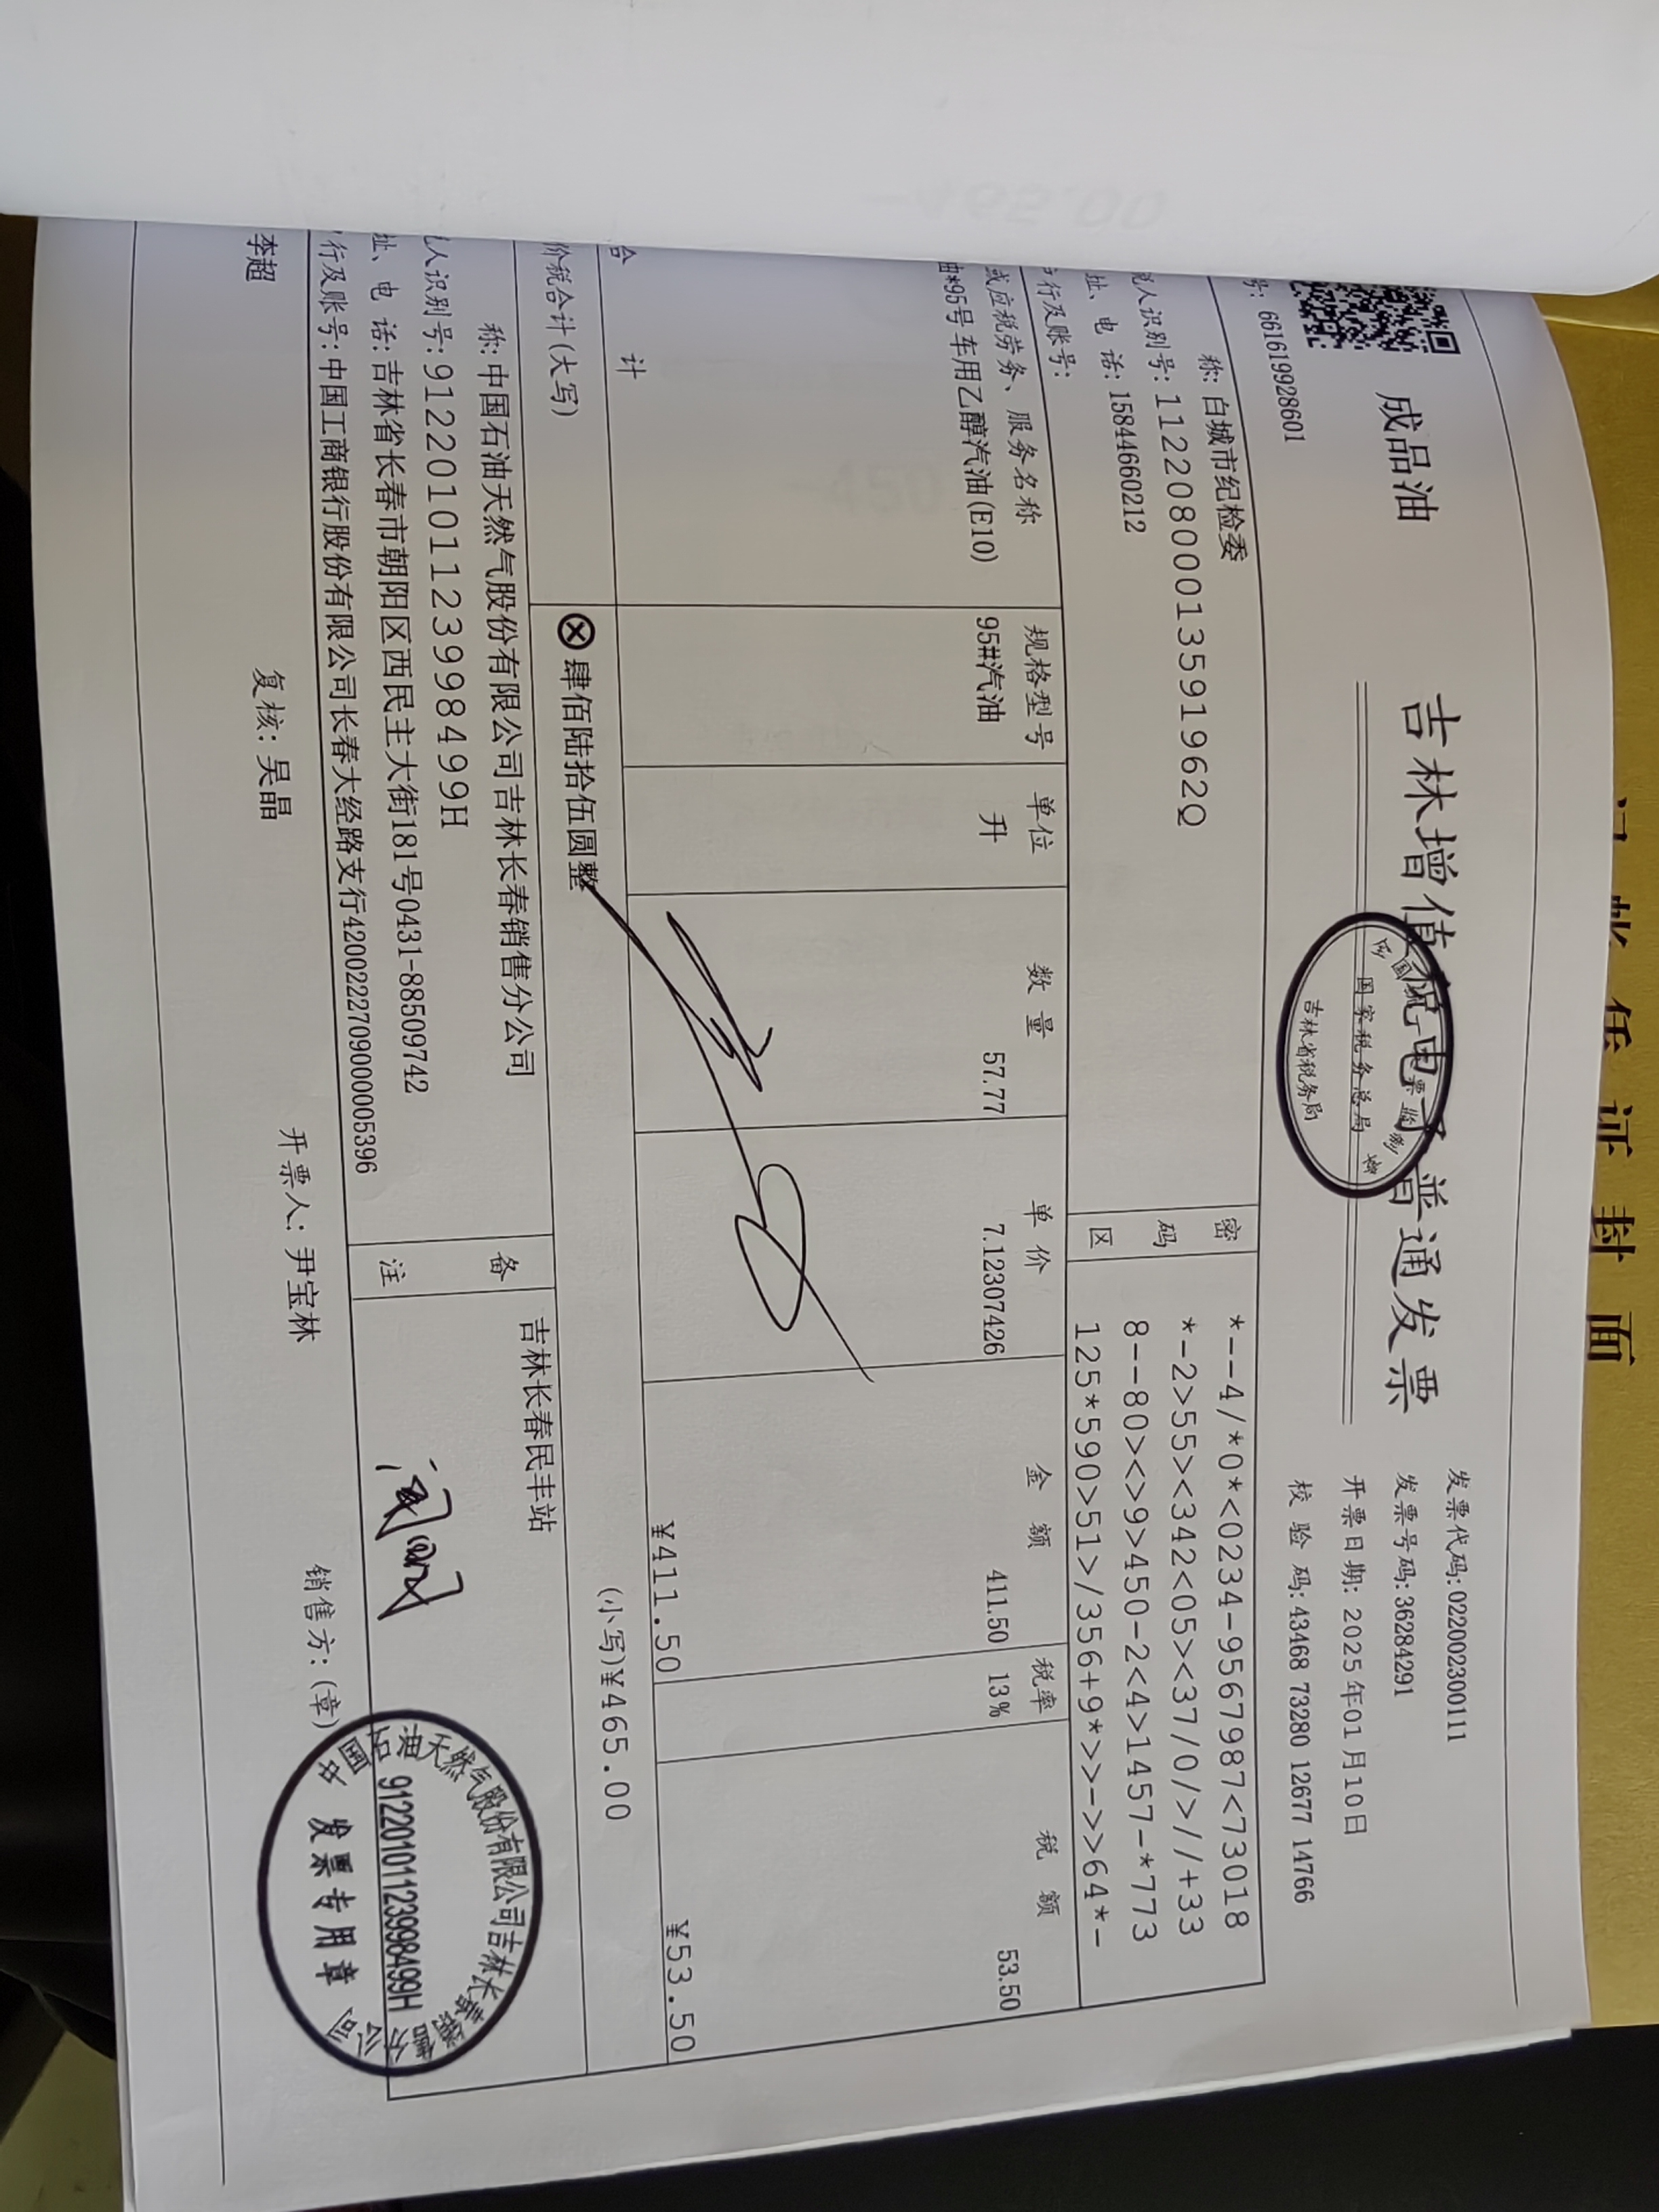 成品油
吉林增值税电子普通发票
国家税务总局
吉林省税务局
发票代码:022002300111
发票号码:36284291
开票日期: 2025年01月10日
校 验 码:43468 73280 12677 14766
号: 661619928601
称: 白城市纪检委
人识别号: 11220800013591962Q
址、电 话: 15844660212
行及账号:
密码区
*--4/*0*<0234-9567987<73018
*-2>55><342<05><37/0/>//+33
8--80><>9>450-2<4>1457-*773
125*590>51>/356+9*>>->>64*-
或应税劳务、服务名称 规格型号 单位 数 量 单 价 金 额 税率 税 额
油*95号车用乙醇汽油(E10) 95#汽油 升 57.77 7.12307426 411.50 13% 53.50
合 计 ¥411.50 ¥53.50
价税合计(大写) ⊗ 肆佰陆拾伍圆整 (小写)¥465.00
称: 中国石油天然气股份有限公司吉林长春销售分公司
人识别号: 91220101123998499H
址、电 话: 吉林省长春市朝阳区西民主大街181号0431-88509742
行及账号: 中国工商银行股份有限公司长春大经路支行4200222709000005396
备注
吉林长春民丰站
李超 复核: 吴晶 开票人: 尹宝林 销售方: (章)
中国石油天然气股份有限公司吉林长春销售分公司
91220101123998499H
发票专用章
证封面